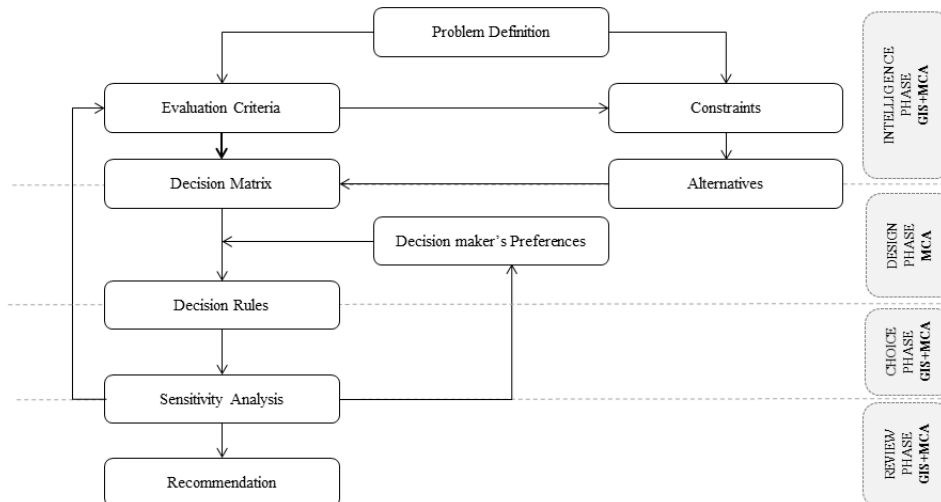 Problem Definition
Evaluation Criteria
Constraints
Decision Matrix
Alternatives
Decision maker's Preferences
Decision Rules
Sensitivity Analysis
Recommendation
INTELLIGENCE
PHASE
GIS+MCA
DESIGN
PHASE
MCA
CHOICE
PHASE
GIS+MCA
REVIEW
PHASE
GIS+MCA